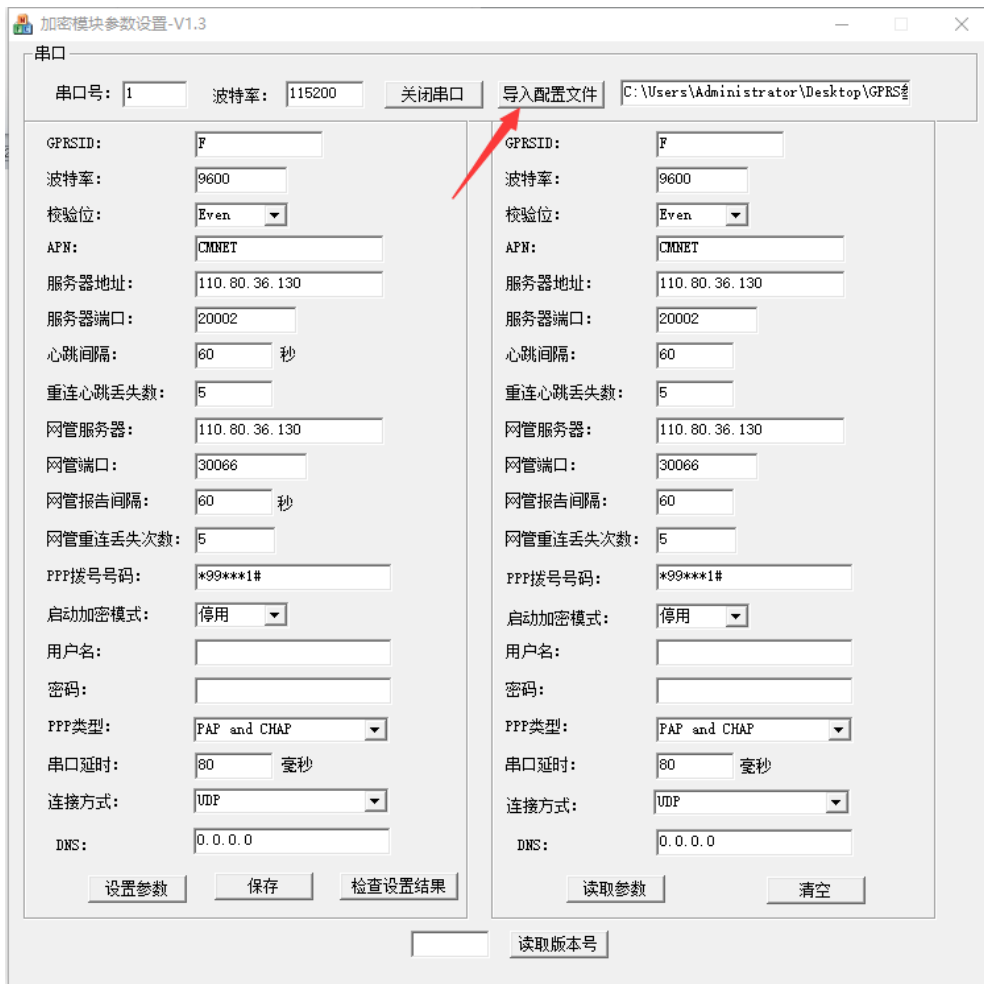 加密模块参数设置-V1.3
串口
串口号: 1 波特率: 115200 关闭串口 导入配置文件 C:\Users\Administrator\Desktop\GPRS
GPRSID: F
波特率: 9600
校验位: Even
APN: CMNET
服务器地址: 110.80.36.130
服务器端口: 20002
心跳间隔: 60 秒
重连心跳丢失数: 5
网管服务器: 110.80.36.130
网管端口: 30066
网管报告间隔: 60 秒
网管重连丢失次数: 5
PPP拨号号码: *99***1#
启动加密模式: 停用
用户名:
密码:
PPP类型: PAP and CHAP
串口延时: 80 毫秒
连接方式: UDP
DNS: 0.0.0.0
设置参数 保存 检查设置结果
GPRSID: F
波特率: 9600
校验位: Even
APN: CMNET
服务器地址: 110.80.36.130
服务器端口: 20002
心跳间隔: 60
重连心跳丢失数: 5
网管服务器: 110.80.36.130
网管端口: 30066
网管报告间隔: 60
网管重连丢失次数: 5
PPP拨号号码: *99***1#
启动加密模式: 停用
用户名:
密码:
PPP类型: PAP and CHAP
串口延时: 80 毫秒
连接方式: UDP
DNS: 0.0.0.0
读取参数 清空
读取版本号